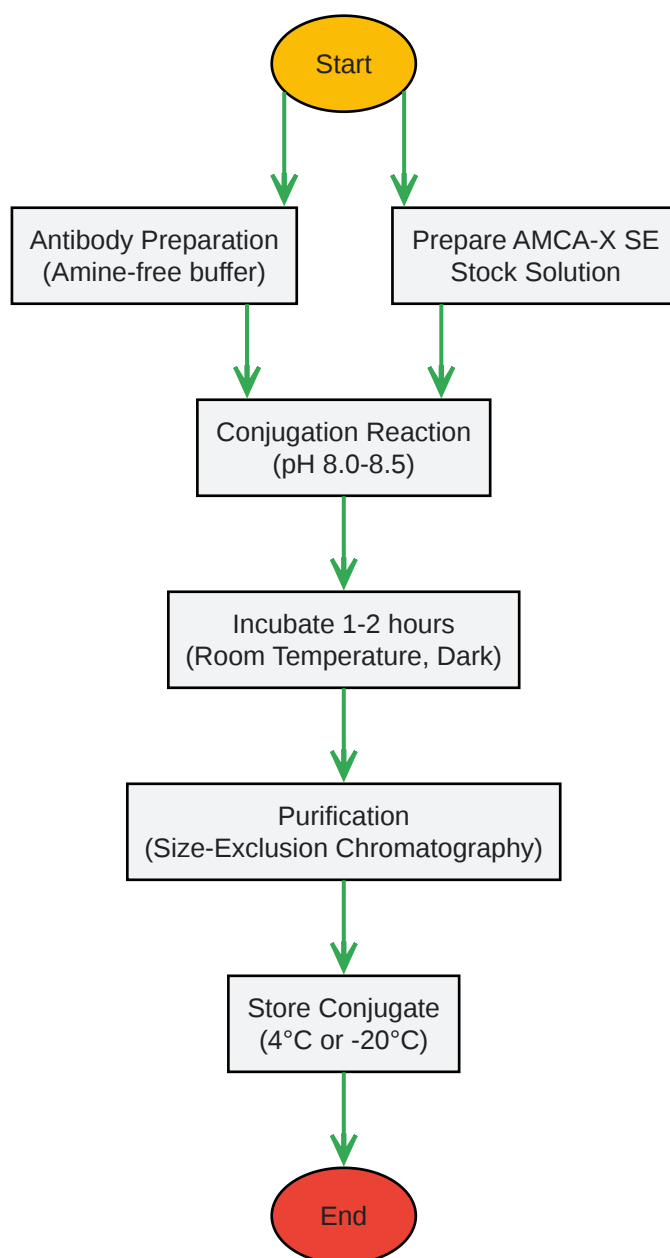 Start
Antibody Preparation
(Amine-free buffer)
Prepare AMCA-X SE
Stock Solution
Conjugation Reaction
(pH 8.0-8.5)
Incubate 1-2 hours
(Room Temperature, Dark)
Purification
(Size-Exclusion Chromatography)
Store Conjugate
(4°C or -20°C)
End